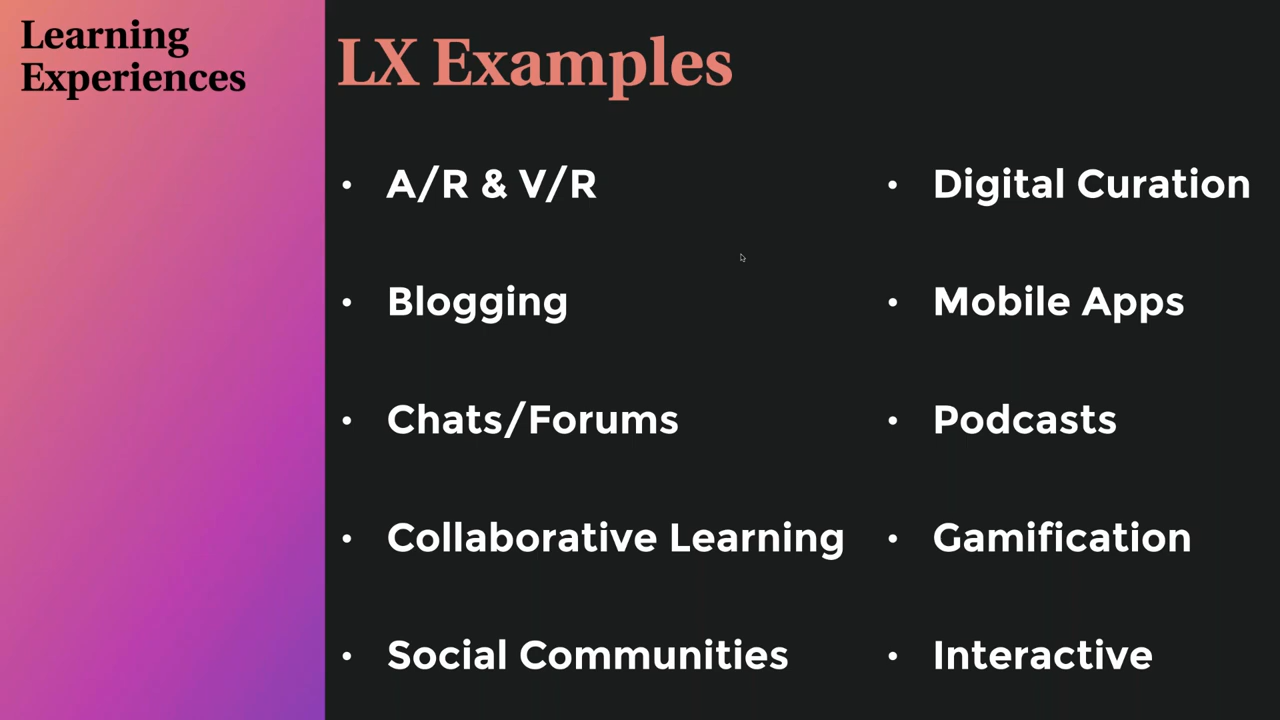 Learning
Experiences
LX Examples
• A/R & V/R
• Blogging
• Chats/Forums
• Collaborative Learning
• Social Communities
• Digital Curation
• Mobile Apps
• Podcasts
• Gamification
• Interactive